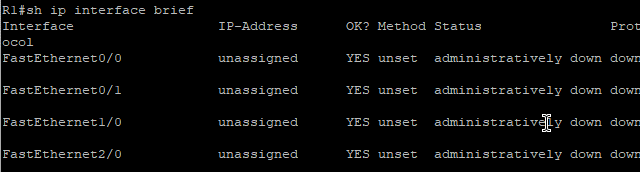 R1#sh ip interface brief
Interface IP-Address OK? Method Status Prot
ocol
FastEthernet0/0 unassigned YES unset administratively down down
FastEthernet0/1 unassigned YES unset administratively down down
FastEthernet1/0 unassigned YES unset administratively down down
FastEthernet2/0 unassigned YES unset administratively down down